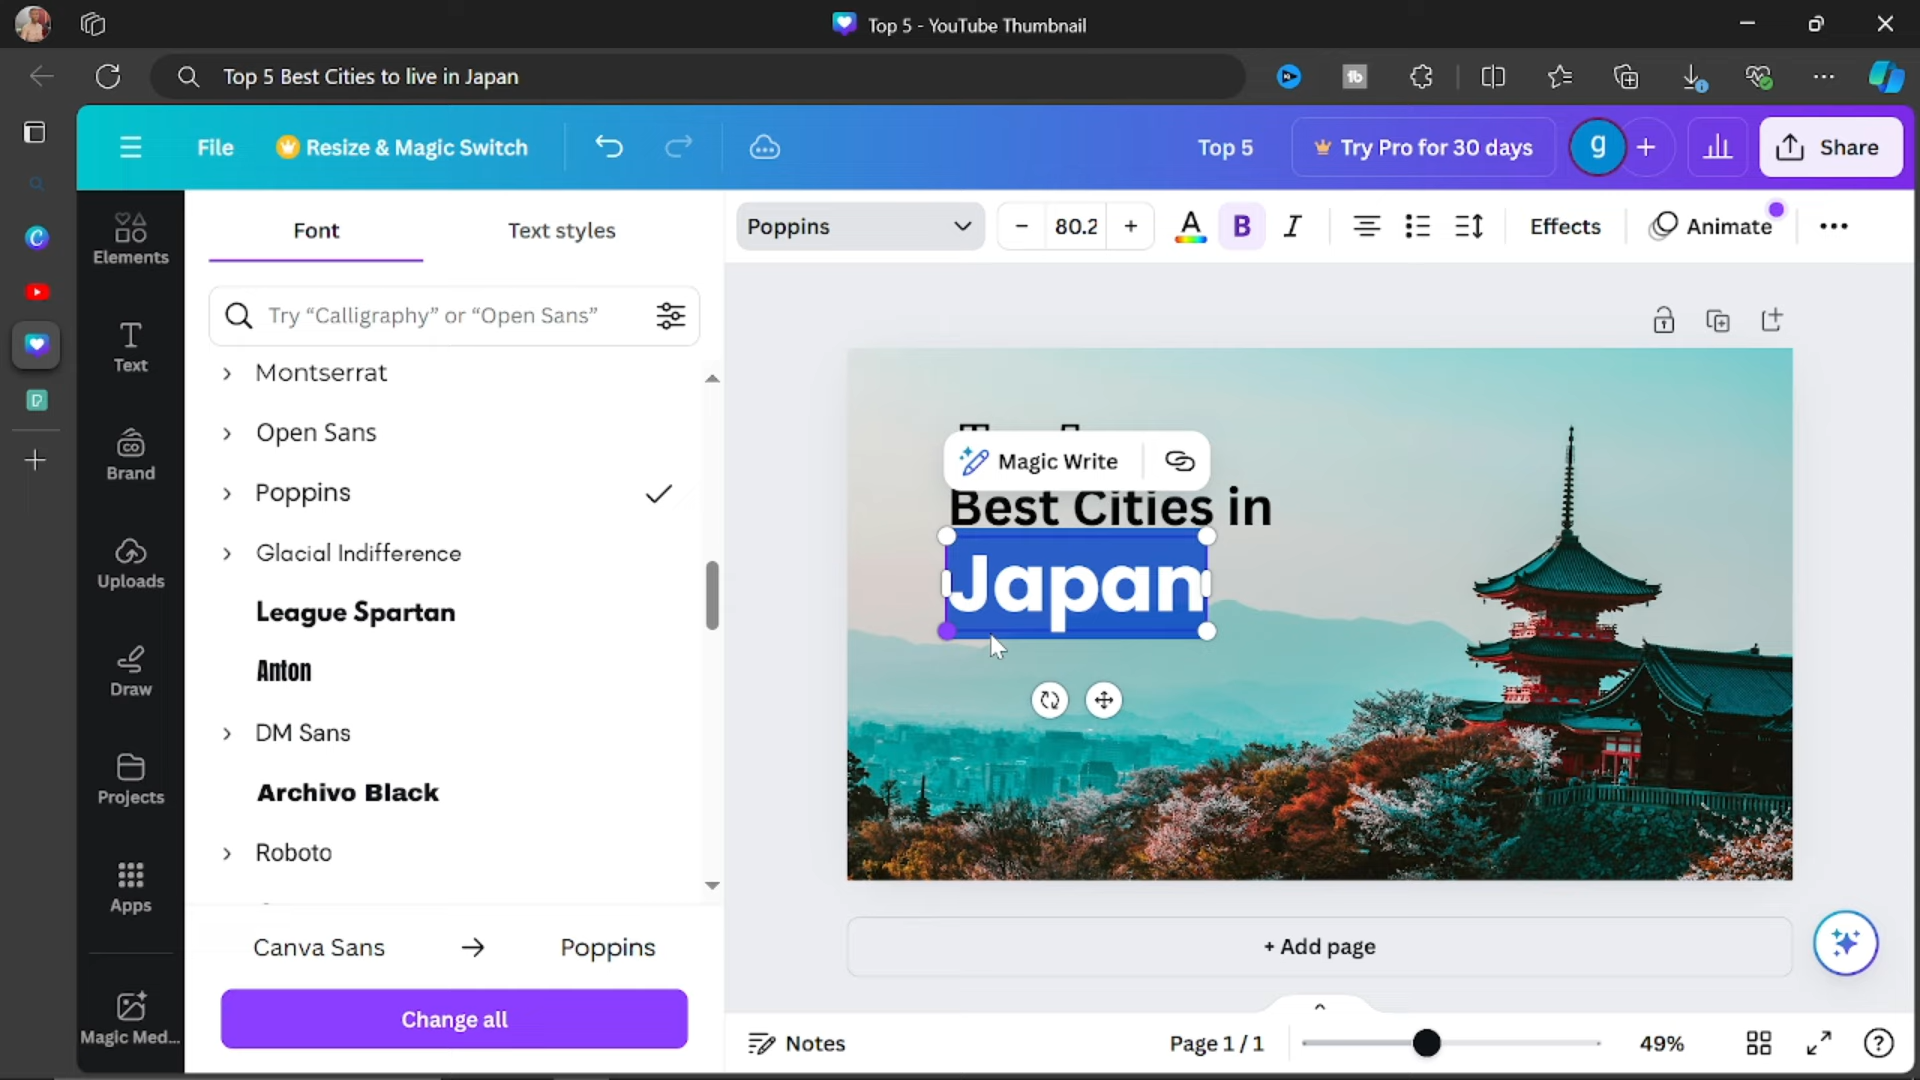 Top 5 - YouTube Thumbnail
Top 5 Best Cities to live in Japan
File
Resize & Magic Switch
Top 5
Try Pro for 30 days
g
Share
Elements
Text
Brand
Uploads
Draw
Projects
Apps
Magic Med...
Font
Text styles
Try “Calligraphy” or “Open Sans”
Montserrat
Open Sans
Poppins
Glacial Indifference
League Spartan
Anton
DM Sans
Archivo Black
Roboto
Canva Sans → Poppins
Change all
Poppins
− 80.2 +
A B I
Effects
Animate
Magic Write
Best Cities in
Japan
+ Add page
Notes
Page 1 / 1
49%